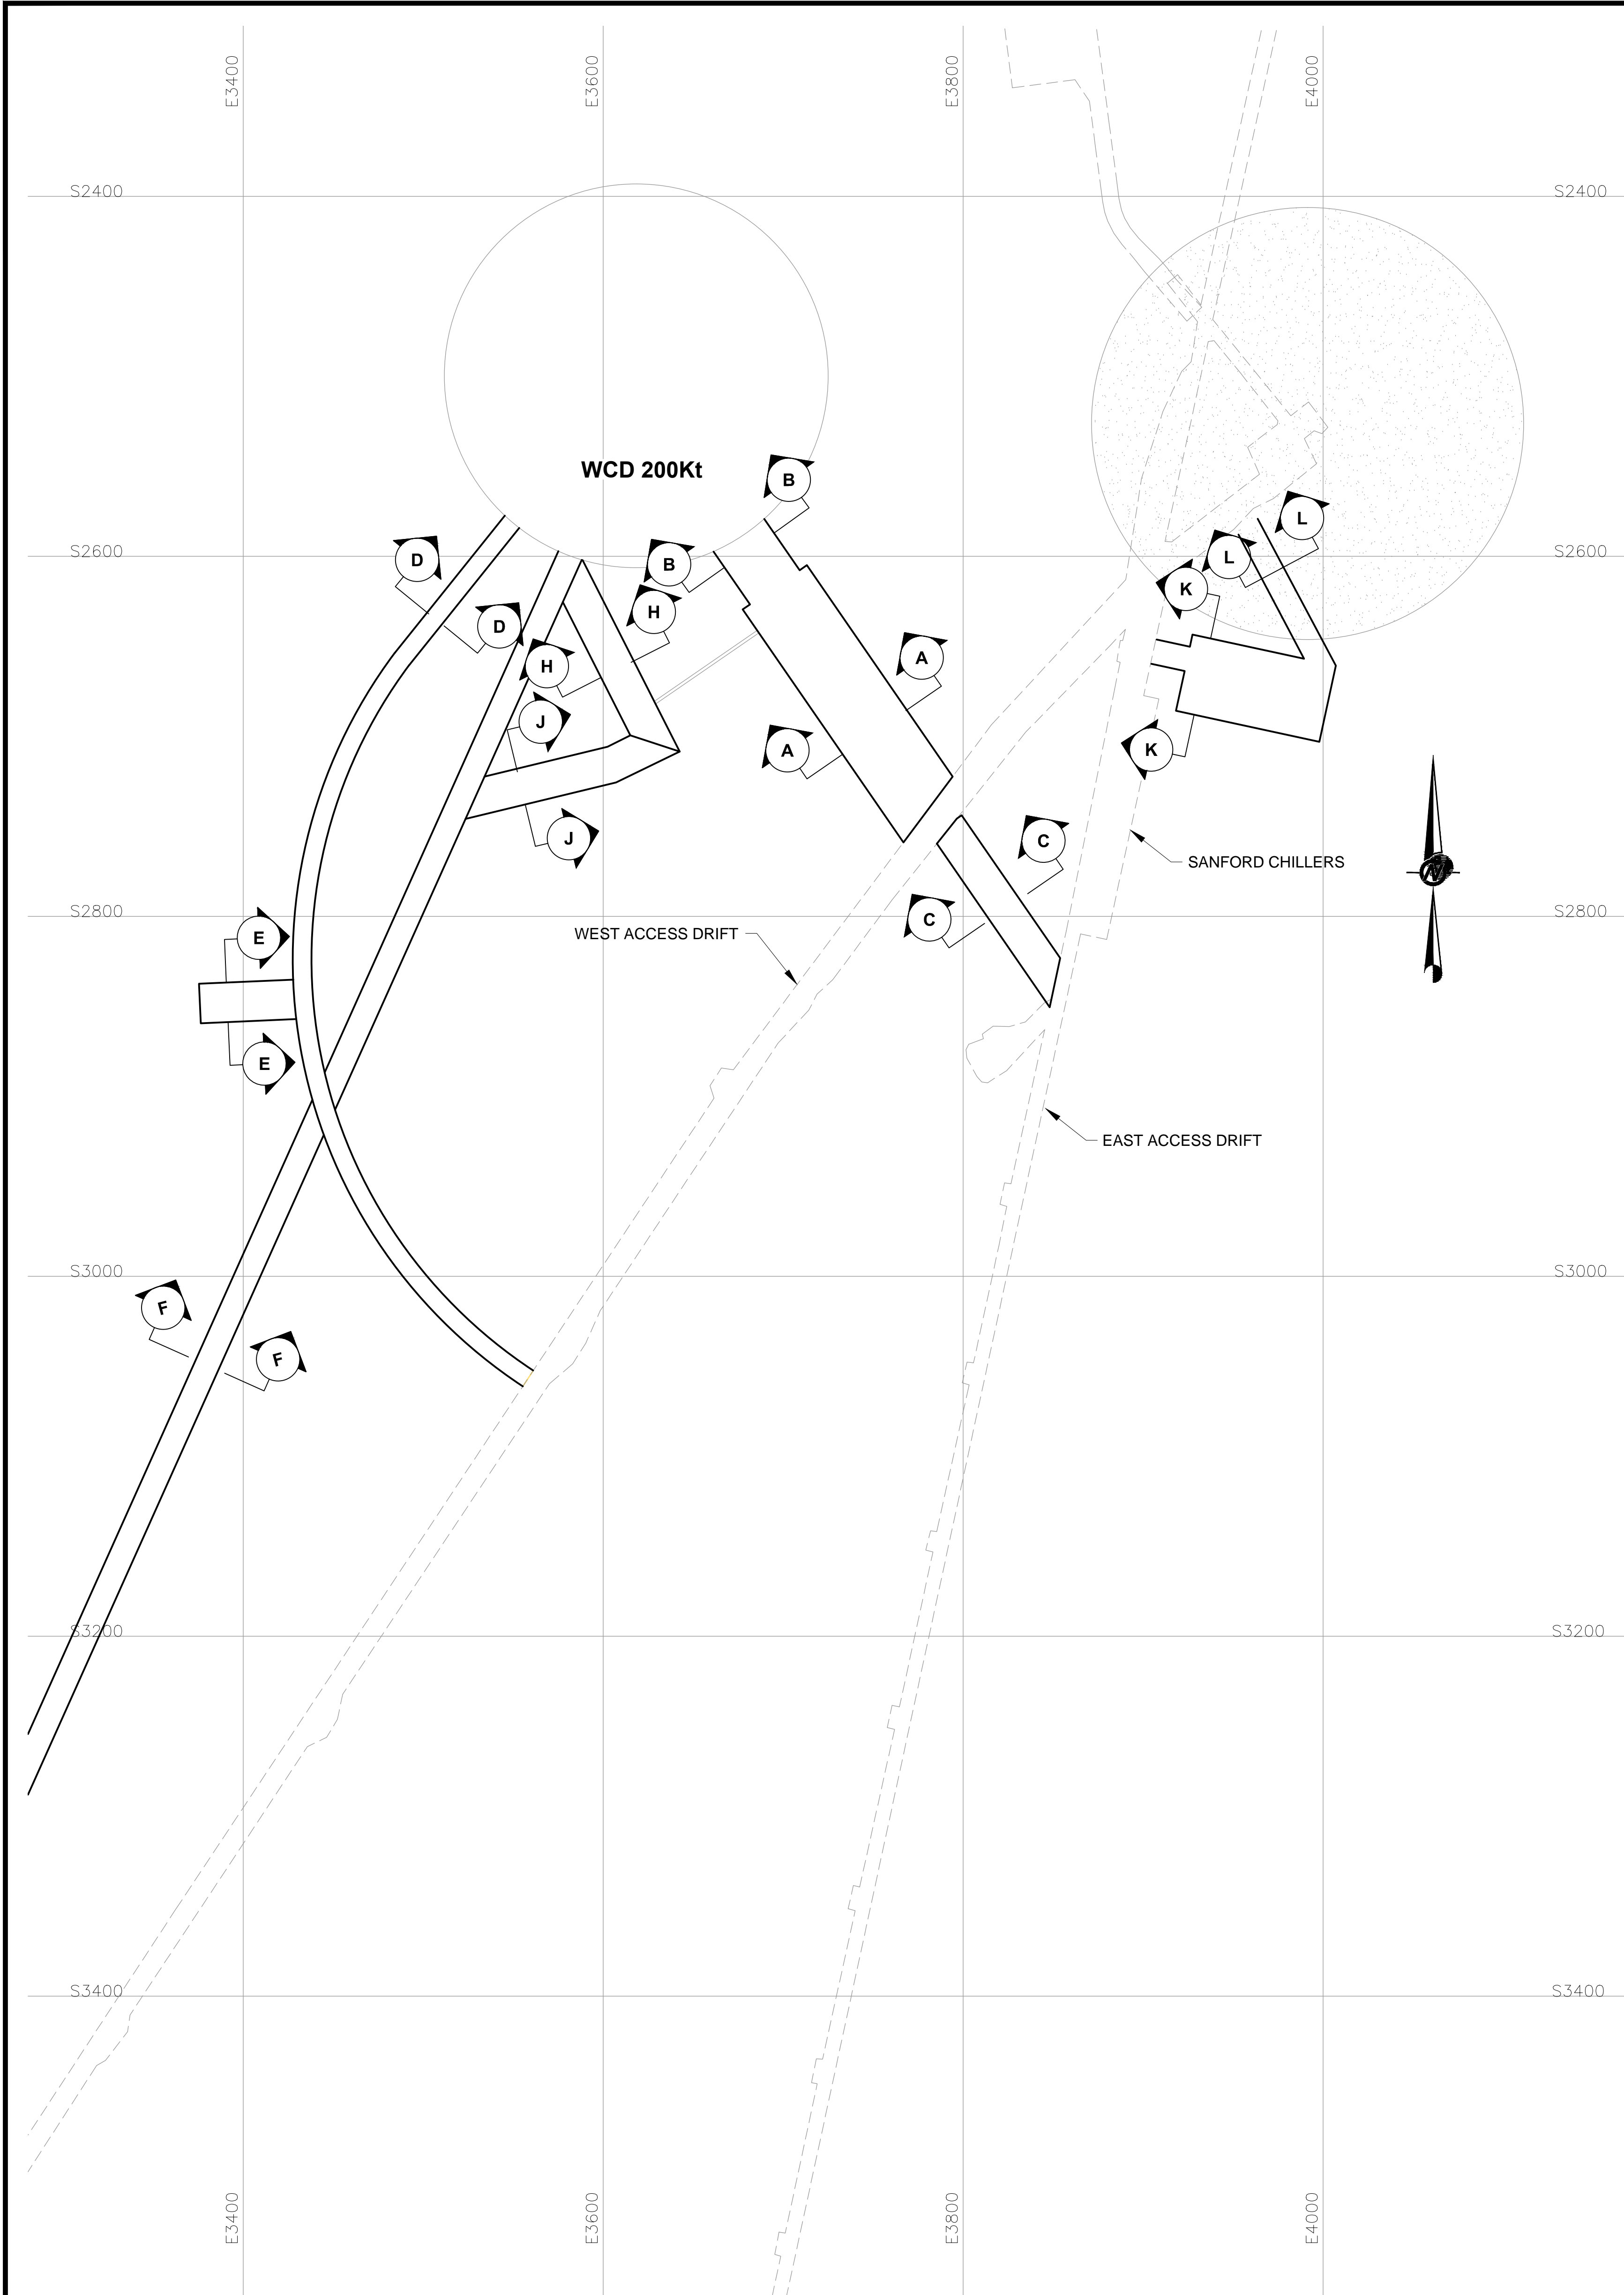 E3400
E3600
E3800
E4000
S2400
S2400
WCD 200Kt
B
L
D
B
L
S2600
S2600
K
H
D
A
H
J
A
K
J
C
SANFORD CHILLERS
N
S2800
C
S2800
WEST ACCESS DRIFT
E
E
EAST ACCESS DRIFT
S3000
S3000
F
F
S3200
S3200
S3400
S3400
E3400
E3600
E3800
E4000